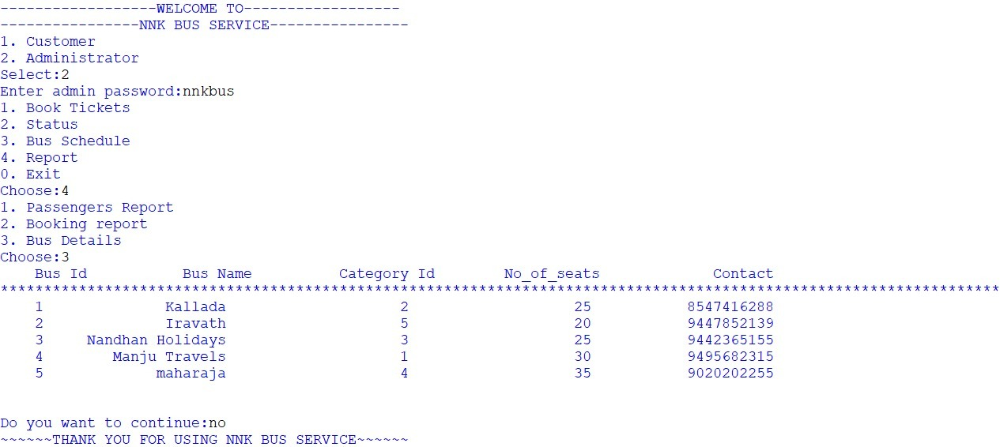 ------------------WELCOME TO------------------
----------------NNK BUS SERVICE----------------
1. Customer
2. Administrator
Select:2
Enter admin password:nnkbus
1. Book Tickets
2. Status
3. Bus Schedule
4. Report
0. Exit
Choose:4
1. Passengers Report
2. Booking report
3. Bus Details
Choose:3
    Bus Id           Bus Name          Category Id        No_of_seats             Contact
*******************************************************************************************************************
    1              Kallada                    2                   25           8547416288
    2              Iravath                    5                   20           9447852139
    3     Nandhan Holidays                    3                   25           9442365155
    4        Manju Travels                    1                   30           9495682315
    5             maharaja                    4                   35           9020202255
Do you want to continue:no
~~~~~~THANK YOU FOR USING NNK BUS SERVICE~~~~~~